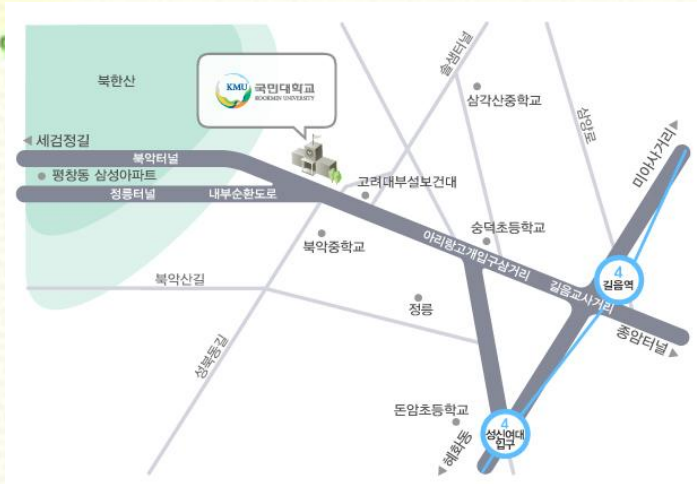 북한산
KMU 국민대학교
KOOKMIN UNIVERSITY
솔샘터널
삼각산중학교
삼양로
미아사거리
세검정길
북악터널
평창동 삼성아파트
정릉터널
내부순환도로
고려대부설보건대
숭덕초등학교
북악중학교
아리랑고개입구삼거리
4
길음역
북악산길
정릉
길음교사거리
종암터널
성북동길
돈암초등학교
4
성신여대
입구
혜화동